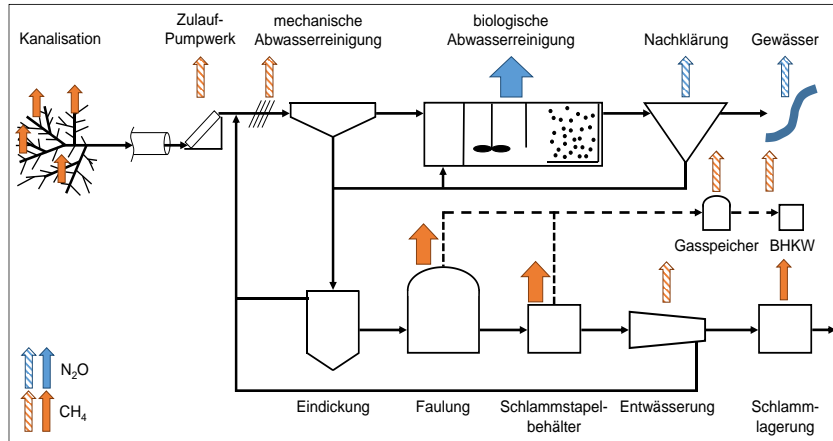 Kanalisation
Zulauf-
Pumpwerk
mechanische
Abwasserreinigung
biologische
Abwasserreinigung
Nachklärung
Gewässer
Gasspeicher
BHKW
N₂O
CH₄
Eindickung
Faulung
Schlammstapel-
behälter
Entwässerung
Schlamm-
lagerung